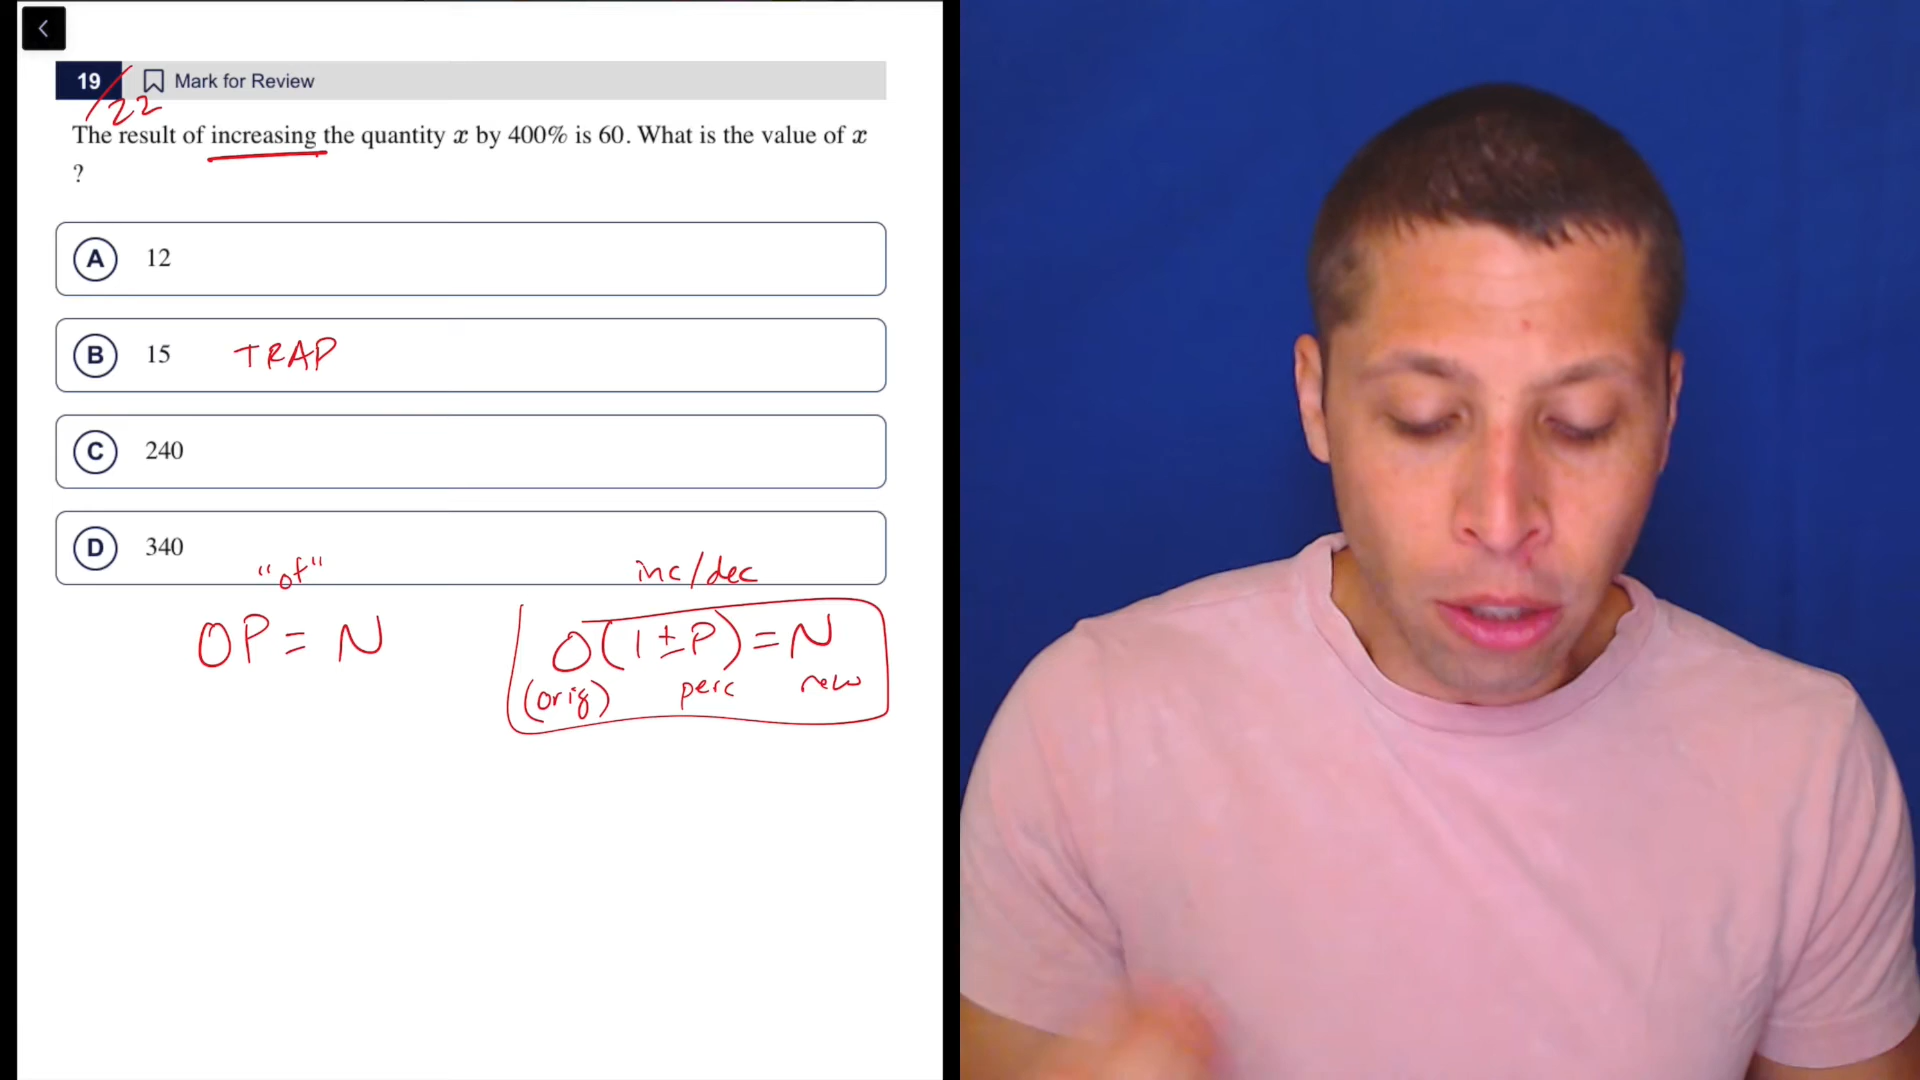 19 Mark for Review
/22
The result of increasing the quantity x by 400% is 60. What is the value of x
?
A 12
B 15 TRAP
C 240
D 340
"of" inc/dec
OP = N O(1±P) = N
(orig) perc new